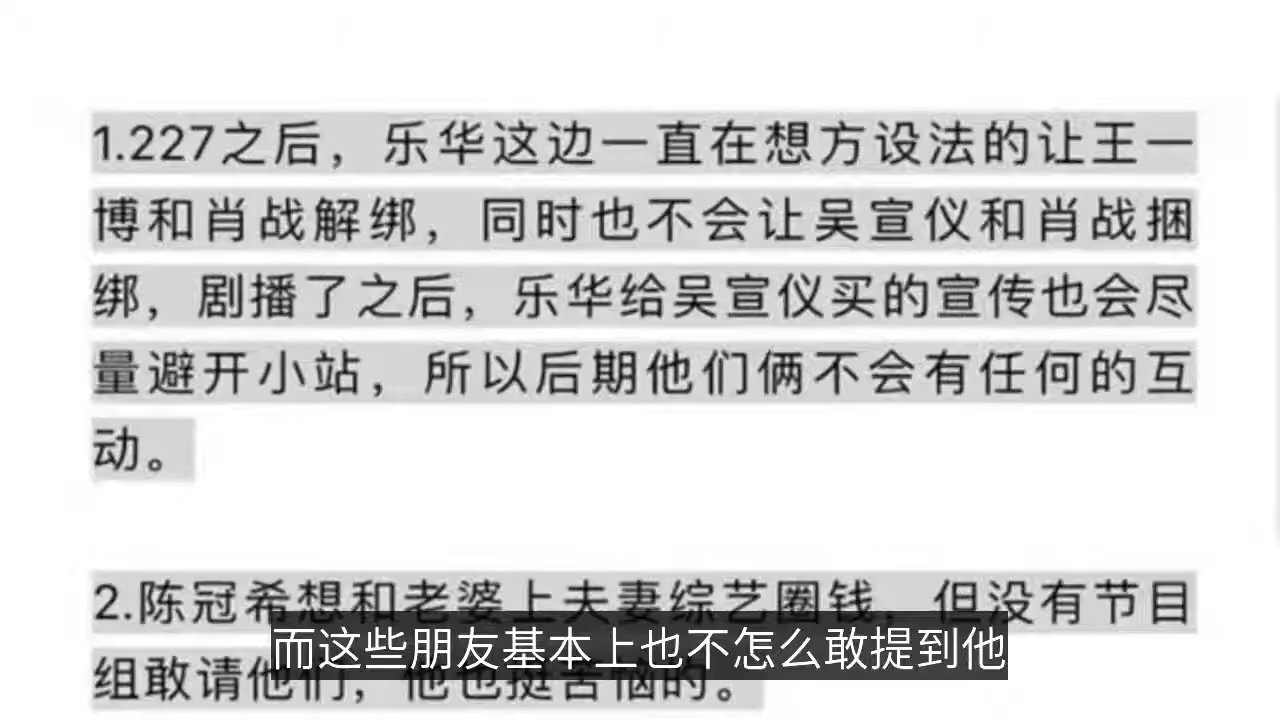 1.227之后，乐华这边一直在想方设法的让王一
博和肖战解绑，同时也不会让吴宣仪和肖战捆
绑，剧播了之后，乐华给吴宣仪买的宣传也会尽
量避开小站，所以后期他们俩不会有任何的互
动。
2.陈冠希想和老婆上夫妻综艺圈钱，但没有节目
而这些朋友基本上也不怎么敢提到他
组敢请他们，他也挺苦恼的。